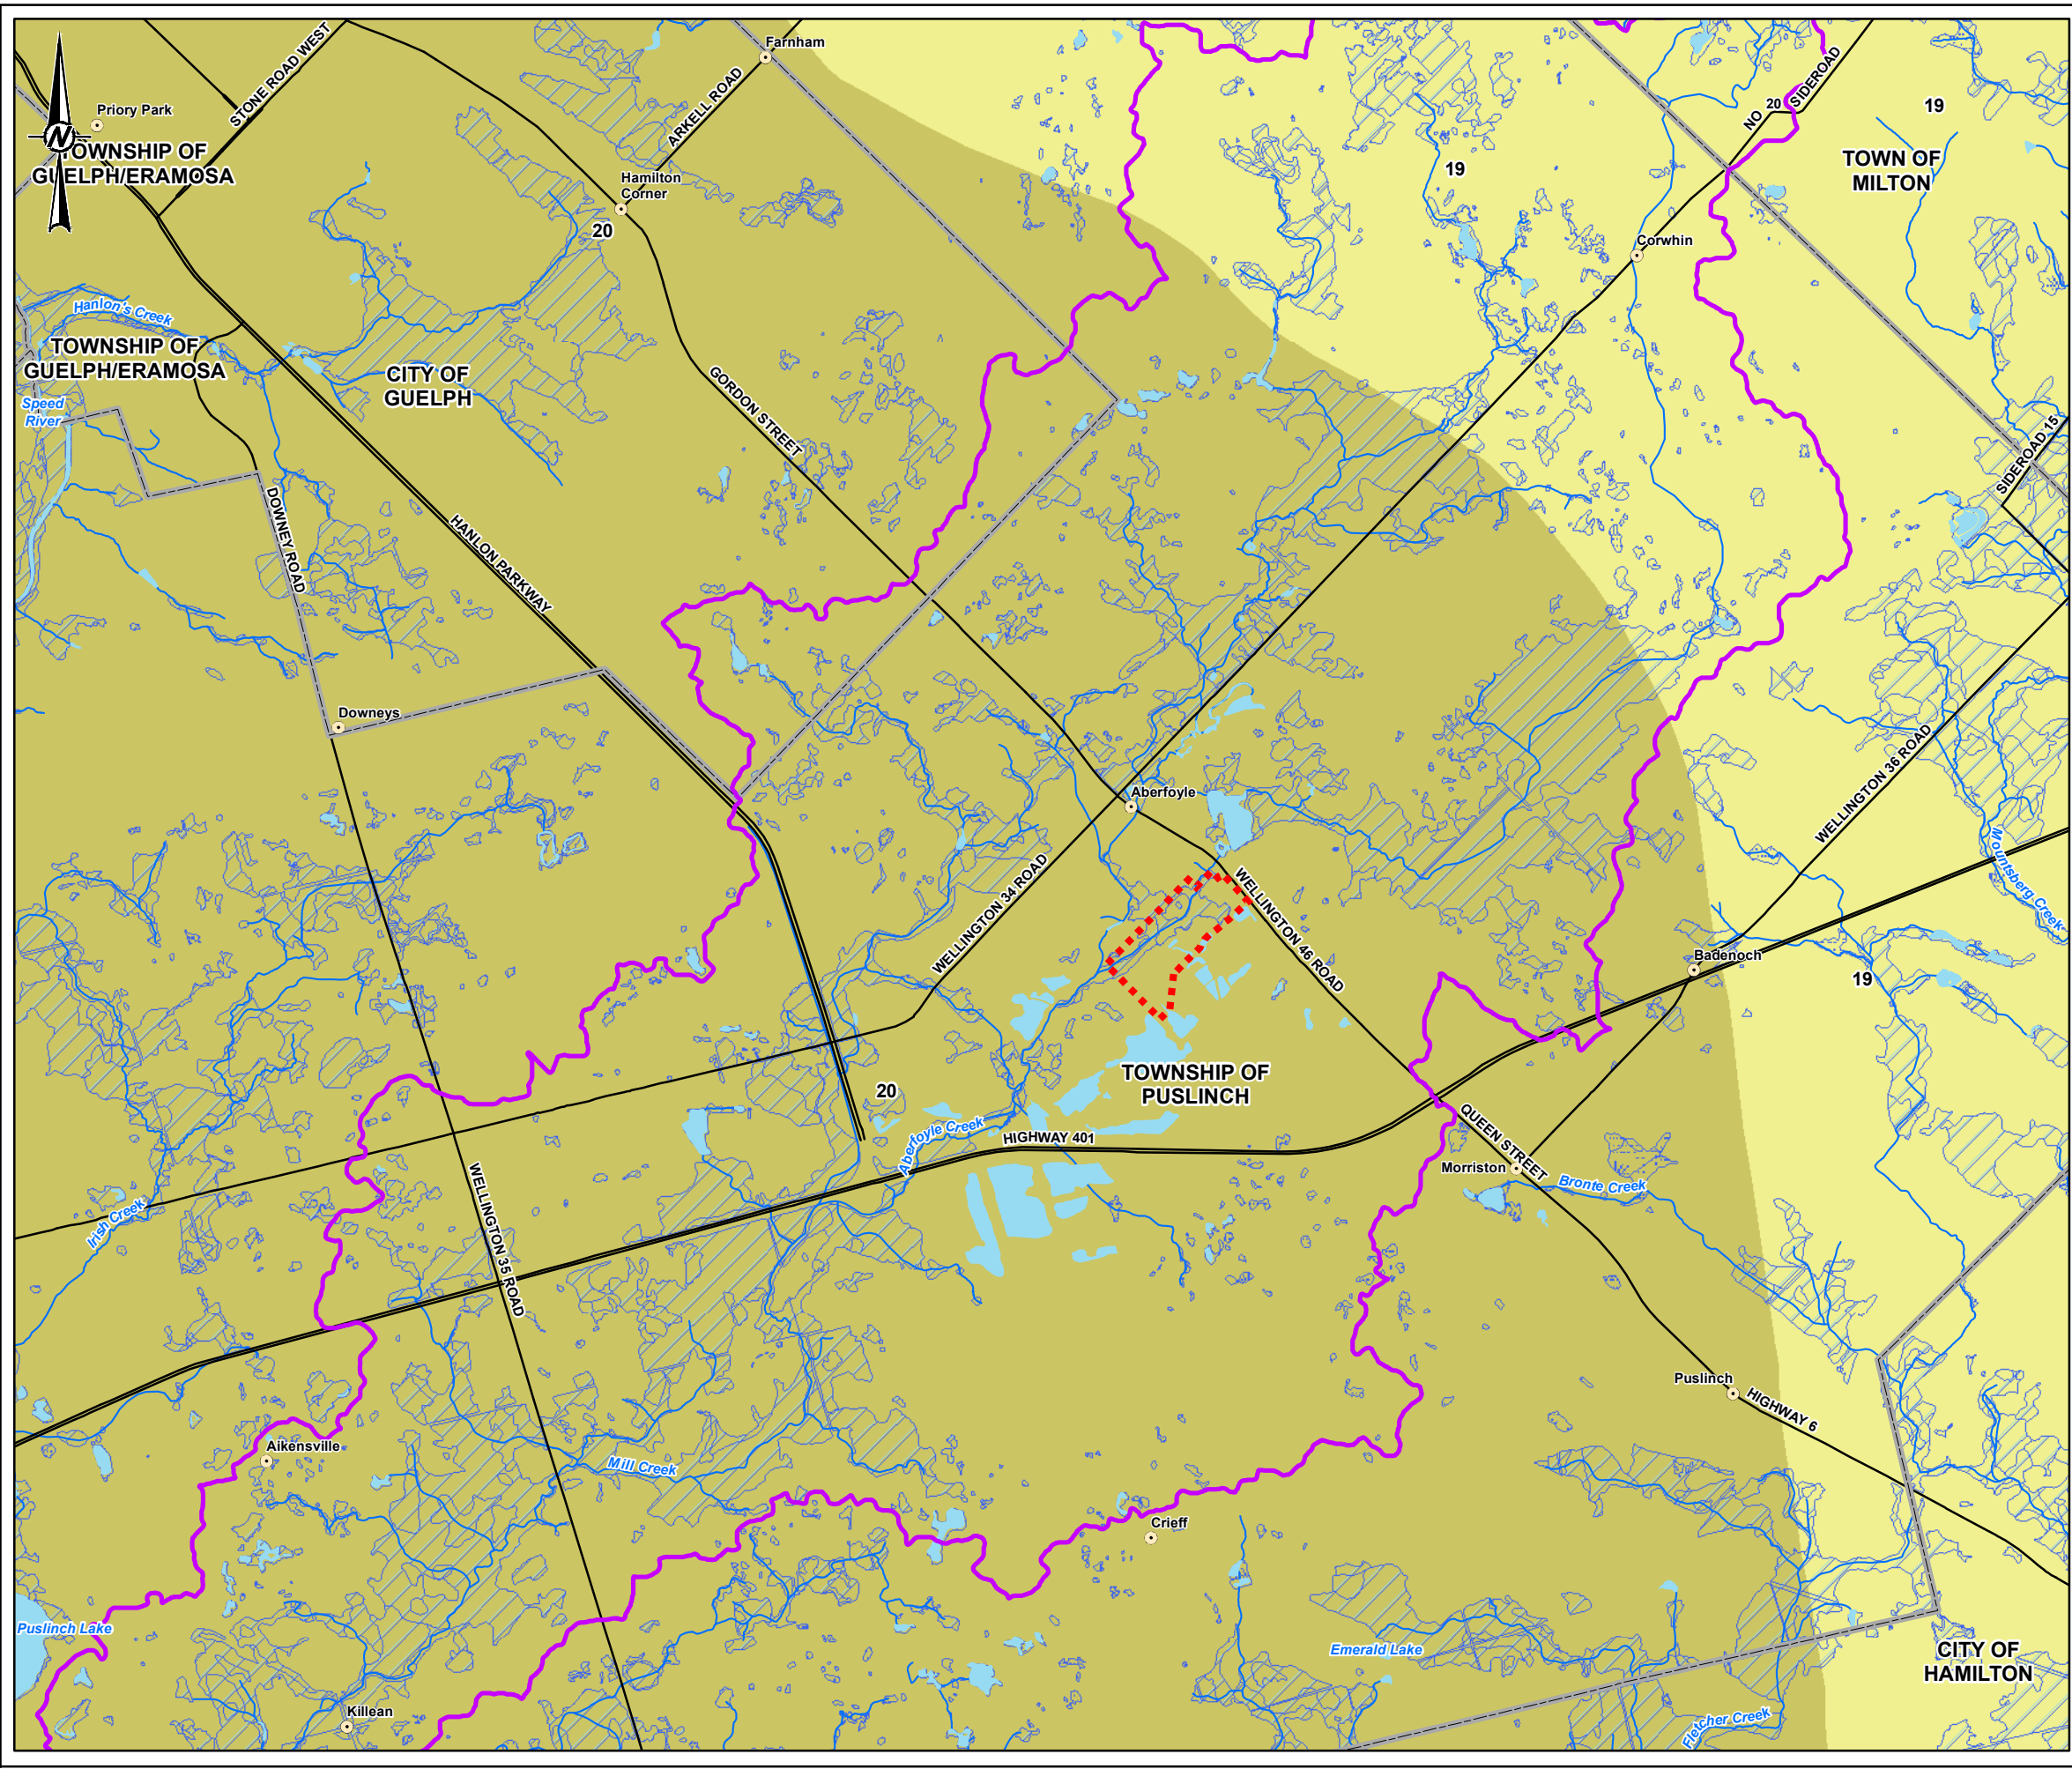 Farnham
STONE ROAD WEST
ARKELL ROAD
NO
20
SIDEROAD
19
Priory Park
N
TOWNSHIP OF
GUELPH/ERAMOSA
Hamilton
Corner
20
19
TOWN OF
MILTON
Corwhin
Hanlon's Creek
TOWNSHIP OF
GUELPH/ERAMOSA
CITY OF
GUELPH
Speed
River
GORDON STREET
SIDEROAD 15
DOWNEY ROAD
HANLON PARKWAY
Downeys
Aberfoyle
WELLINGTON 36 ROAD
Mountsberg Creek
WELLINGTON 34 ROAD
WELLINGTON 46 ROAD
Badenoch
19
TOWNSHIP OF
PUSLINCH
20
Aberfoyle Creek
HIGHWAY 401
QUEEN STREET
Morriston
Bronte Creek
Irish Creek
WELLINGTON 35 ROAD
Puslinch
HIGHWAY 6
Aikensville
Mill Creek
Crieff
Puslinch Lake
Emerald Lake
CITY OF
HAMILTON
Killean
Fletcher Creek